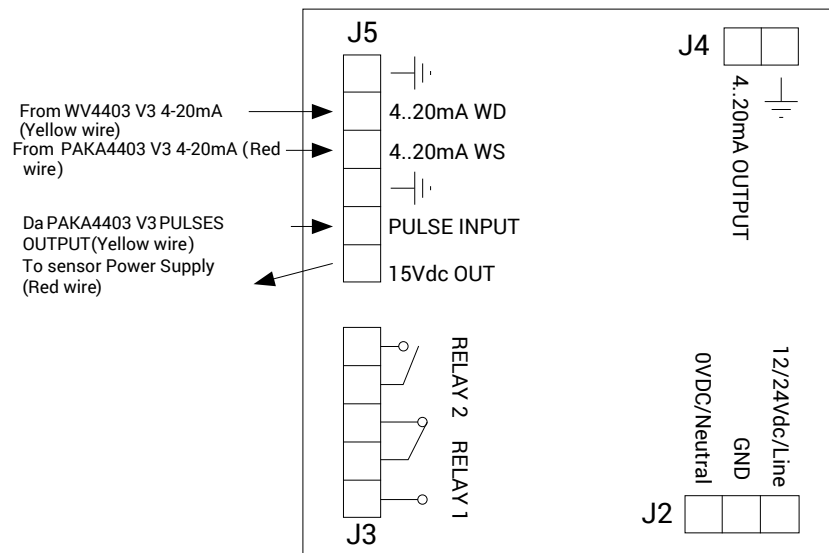 J5
J4
From WV4403 V3 4-20mA
(Yellow wire)
4..20mA WD
From PAKA4403 V3 4-20mA (Red
wire)
4..20mA WS
4..20mA OUTPUT
Da PAKA4403 V3 PULSES
OUTPUT(Yellow wire)
PULSE INPUT
To sensor Power Supply
(Red wire)
15Vdc OUT
RELAY 2
RELAY 1
J3
0VDC/Neutral
GND
12/24Vdc/Line
J2